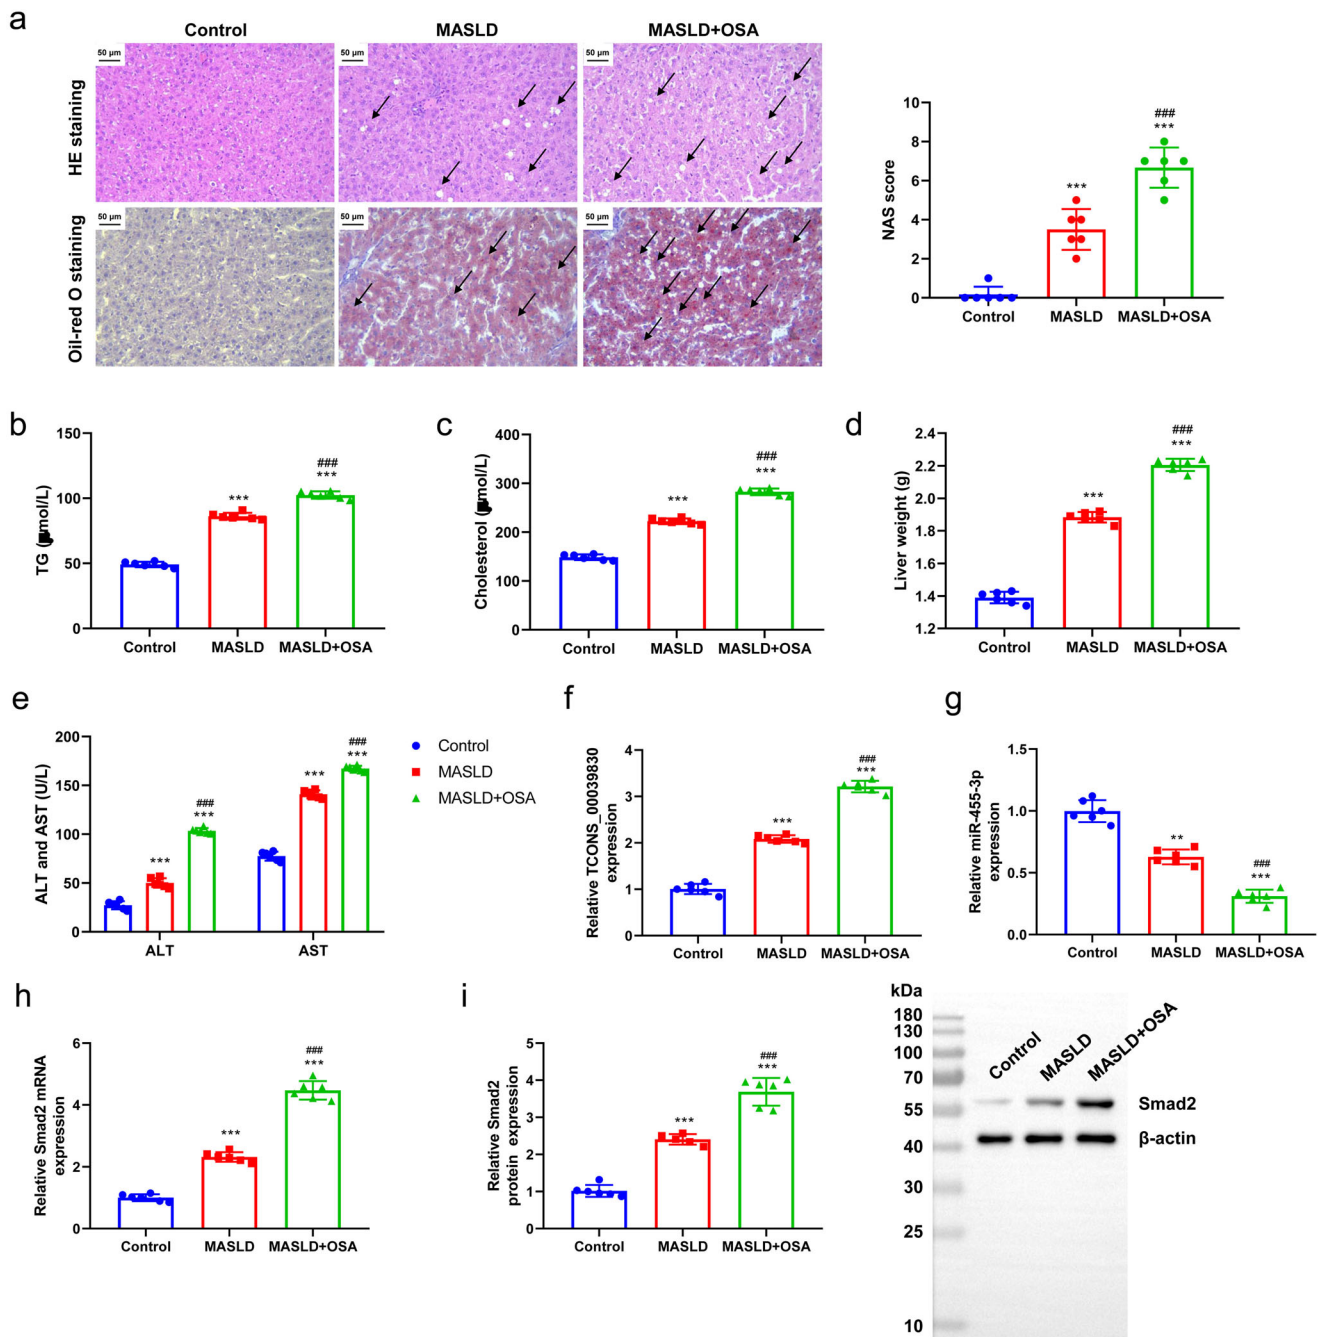 a
Control MASLD MASLD+OSA
HE staining
50 μm 50 μm 50 μm
Oil-red O staining
50 μm 50 μm 50 μm
NAS score
10
8
6
4
2
0
###
***
***
Control MASLD MASLD+OSA
b
TG (μmol/L)
150
100
50
0
***
###
***
Control MASLD MASLD+OSA
c
Cholesterol (μmol/L)
400
300
200
100
0
***
###
***
Control MASLD MASLD+OSA
d
Liver weight (g)
2.4
2.2
2.0
1.8
1.6
1.4
1.2
***
###
***
Control MASLD MASLD+OSA
e
ALT and AST (U/L)
200
150
100
50
0
***
###
***
***
###
***
ALT AST
Control
MASLD
MASLD+OSA
f
Relative TCONS_00039830
expression
4
3
2
1
0
***
###
***
Control MASLD MASLD+OSA
g
Relative miR-455-3p
expression
1.5
1.0
0.5
0.0
**
###
***
Control MASLD MASLD+OSA
h
Relative Smad2 mRNA
expression
6
4
2
0
***
###
***
Control MASLD MASLD+OSA
i
Relative Smad2
protein expression
5
4
3
2
1
0
***
###
***
Control MASLD MASLD+OSA
kDa
180
130
100
70
55
40
30
25
10
Control MASLD MASLD+OSA
Smad2
β-actin